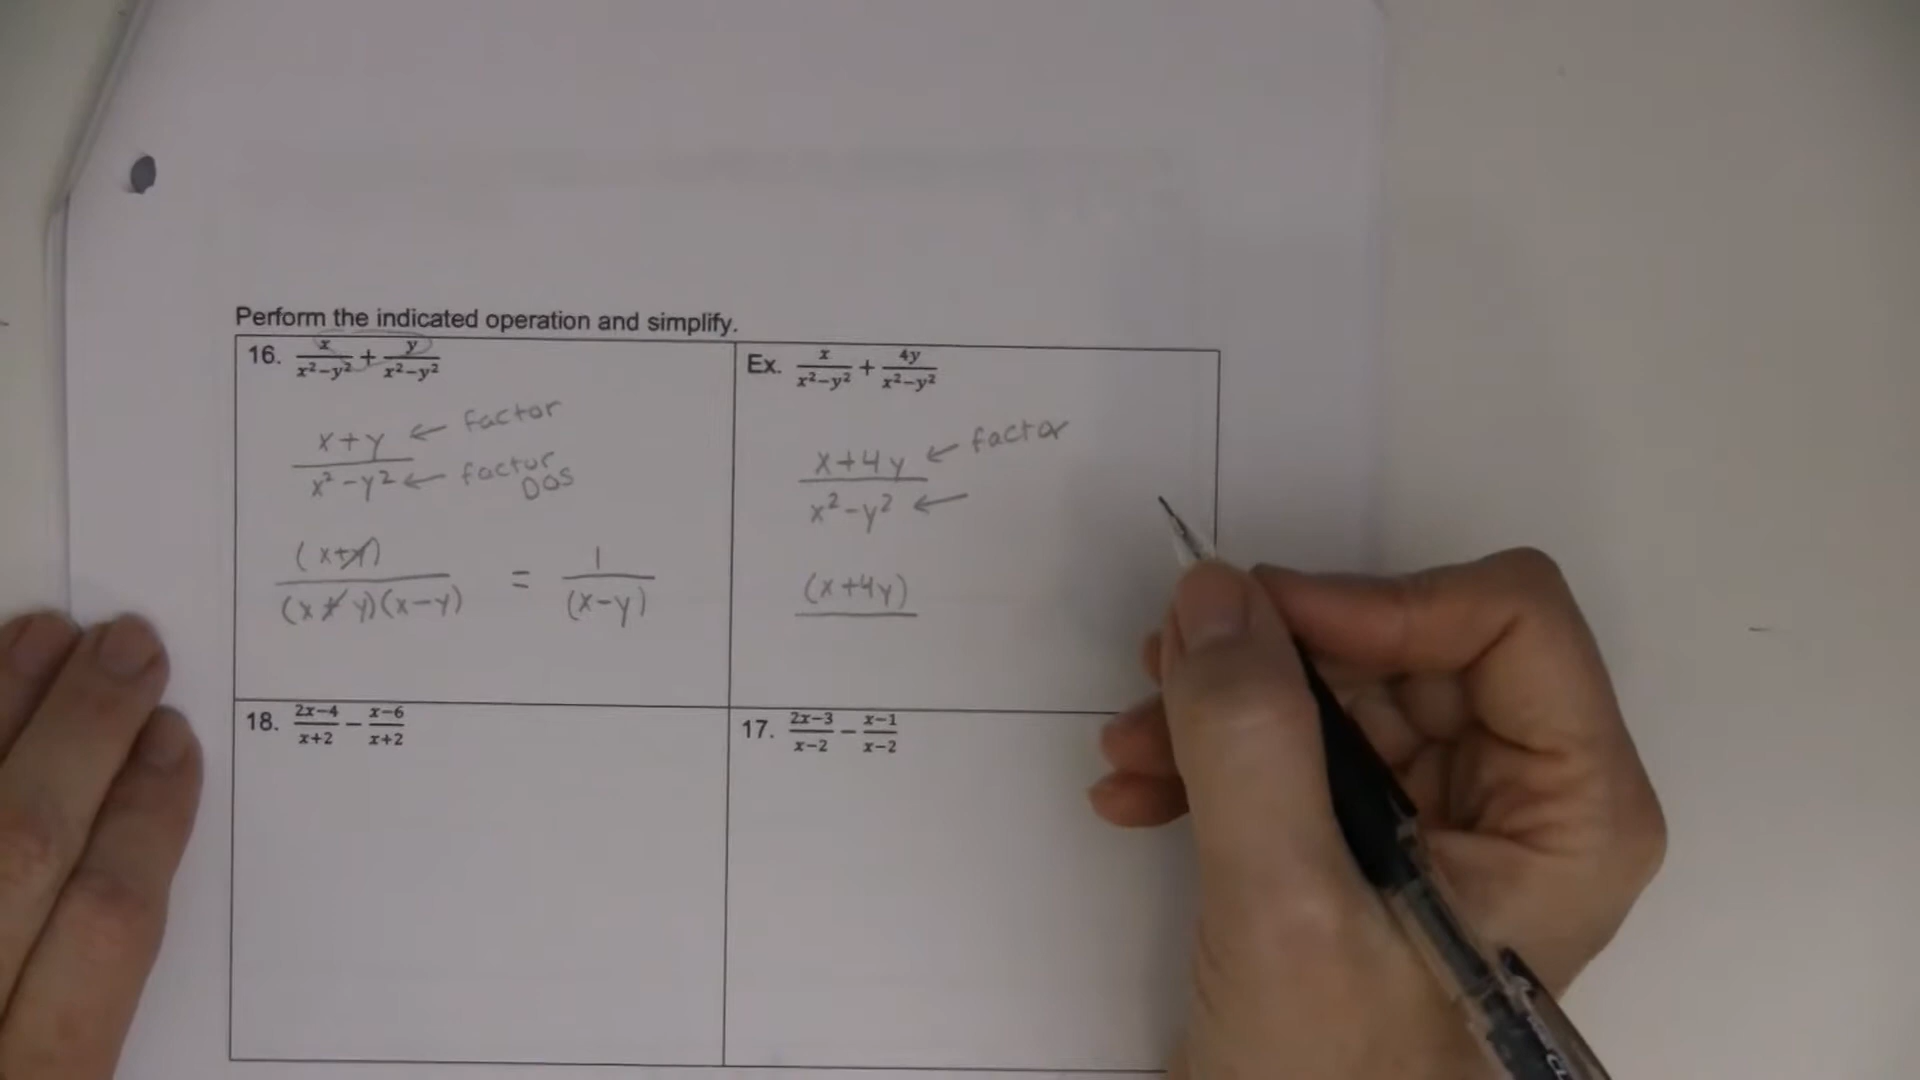 Perform the indicated operation and simplify.
16. x/(x²−y²) + y/(x²−y²)
x+y ← factor
x²−y² ← factor
DOS
(x+y)
(x+y)(x−y) = 1/(x−y)
Ex. x/(x²−y²) + 4y/(x²−y²)
x+4y ← factor
x²−y² ←
(x+4y)
18. (2x−4)/(x+2) − (x−6)/(x+2)
17. (2x−3)/(x−2) − (x−1)/(x−2)